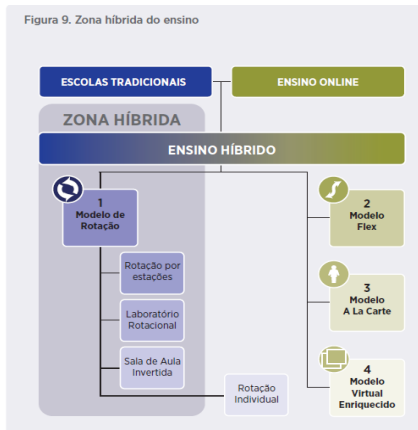 Figura 9. Zona híbrida do ensino
ESCOLAS TRADICIONAIS
ENSINO ONLINE
ZONA HÍBRIDA
ENSINO HÍBRIDO
1
Modelo de
Rotação
Rotação por
estações
Laboratório
Rotacional
Sala de Aula
Invertida
Rotação
Individual
2
Modelo
Flex
3
Modelo
A La Carte
4
Modelo
Virtual
Enriquecido